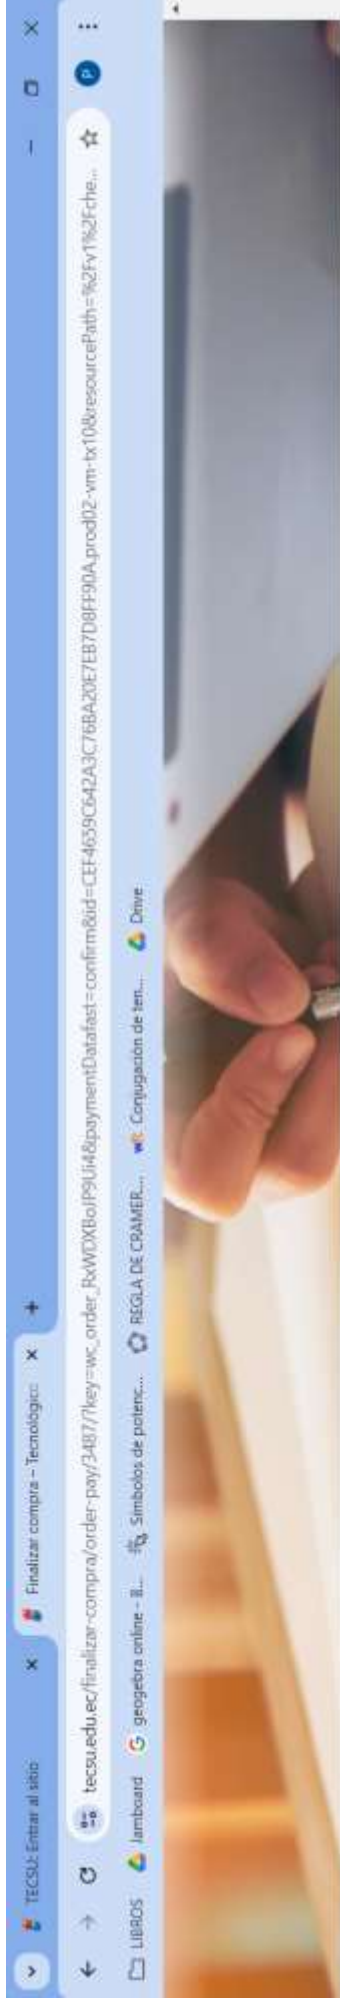 TECSU: Entrar al sitio
Finalizar compra – Tecnológico
tecsu.edu.ec/finalizar-compra/order-pay/3487/?key=wc_order_RxWDXBoJP9Ui4&paymentDatafast=confirm&id=CEF4659C642A3C76BA20E7EB7D8FF90A.prod02-vm-tx10&resourcePath=%2Fv1%2Fche...
P
LIBROS
Jamboard
geogebra online - B...
Símbolos de potenc...
REGLA DE CRAMER....
Conjugación de ten...
Drive